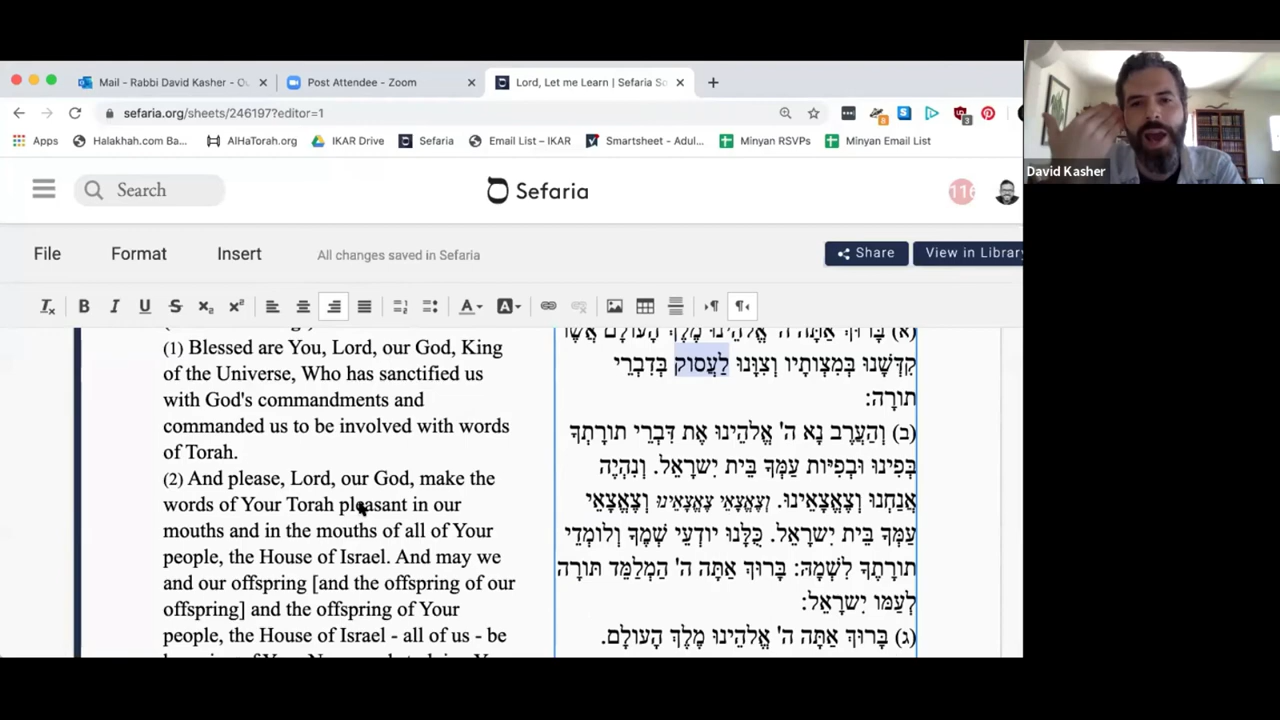 Mail - Rabbi David Kasher - O
Post Attendee - Zoom
Lord, Let me Learn | Sefaria So
sefaria.org/sheets/246197?editor=1
Apps
Halakhah.com Ba...
AlHaTorah.org
IKAR Drive
Sefaria
Email List – IKAR
Smartsheet - Adul...
Minyan RSVPs
Minyan Email List
Search
Sefaria
116
File
Format
Insert
All changes saved in Sefaria
Share
View in Library
David Kasher
(1) Blessed are You, Lord, our God, King
of the Universe, Who has sanctified us
with God's commandments and
commanded us to be involved with words
of Torah.
(2) And please, Lord, our God, make the
words of Your Torah pleasant in our
mouths and in the mouths of all of Your
people, the House of Israel. And may we
and our offspring [and the offspring of our
offspring] and the offspring of Your
people, the House of Israel - all of us - be
(א) בָּרוּךְ אַתָּה ה' אֱלֹהֵינוּ מֶלֶךְ הָעוֹלָם אֲשֶׁר
קִדְּשָׁנוּ בְּמִצְוֹתָיו וְצִוָּנוּ לַעֲסוֹק בְּדִבְרֵי
תוֹרָה:
(ב) וְהַעֲרֶב נָא ה' אֱלֹהֵינוּ אֶת דִּבְרֵי תוֹרָתְךָ
בְּפִינוּ וּבְפִיּוֹת עַמְּךָ בֵּית יִשְׂרָאֵל. וְנִהְיֶה
אֲנַחְנוּ וְצֶאֱצָאֵינוּ. וְצֶאֱצָאֵי צֶאֱצָאֵינוּ וְצֶאֱצָאֵי
עַמְּךָ בֵּית יִשְׂרָאֵל. כֻּלָּנוּ יוֹדְעֵי שְׁמֶךָ וְלוֹמְדֵי
תוֹרָתֶךָ לִשְׁמָהּ: בָּרוּךְ אַתָּה ה' הַמְלַמֵּד תּוֹרָה
לְעַמּוֹ יִשְׂרָאֵל:
(ג) בָּרוּךְ אַתָּה ה' אֱלֹהֵינוּ מֶלֶךְ הָעוֹלָם.